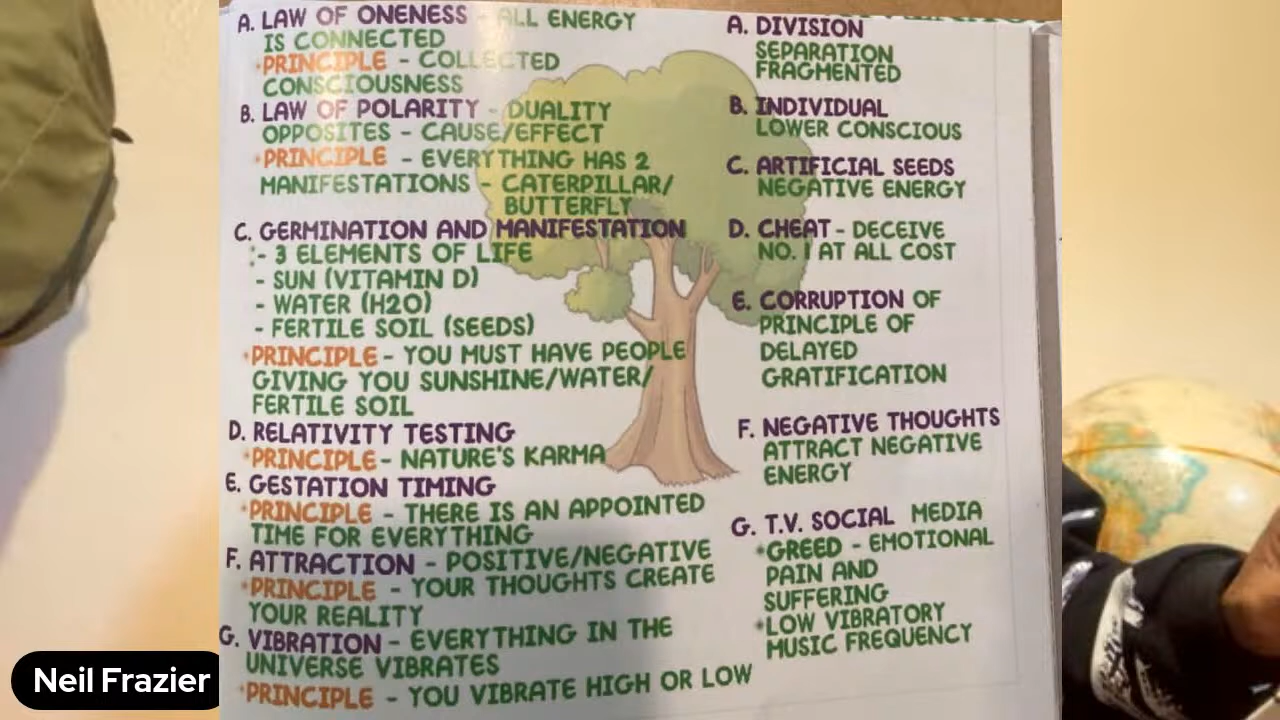 A. LAW OF ONENESS - ALL ENERGY
IS CONNECTED
*PRINCIPLE - COLLECTED
CONSCIOUSNESS
B. LAW OF POLARITY - DUALITY
OPPOSITES - CAUSE/EFFECT
*PRINCIPLE - EVERYTHING HAS 2
MANIFESTATIONS - CATERPILLAR/
BUTTERFLY
C. GERMINATION AND MANIFESTATION
:- 3 ELEMENTS OF LIFE
- SUN (VITAMIN D)
- WATER (H2O)
- FERTILE SOIL (SEEDS)
*PRINCIPLE - YOU MUST HAVE PEOPLE
GIVING YOU SUNSHINE/WATER/
FERTILE SOIL
D. RELATIVITY TESTING
*PRINCIPLE - NATURE'S KARMA
E. GESTATION TIMING
*PRINCIPLE - THERE IS AN APPOINTED
TIME FOR EVERYTHING
F. ATTRACTION - POSITIVE/NEGATIVE
*PRINCIPLE - YOUR THOUGHTS CREATE
YOUR REALITY
G. VIBRATION - EVERYTHING IN THE
UNIVERSE VIBRATES
*PRINCIPLE - YOU VIBRATE HIGH OR LOW
A. DIVISION
SEPARATION
FRAGMENTED
B. INDIVIDUAL
LOWER CONSCIOUS
C. ARTIFICIAL SEEDS
NEGATIVE ENERGY
D. CHEAT - DECEIVE
NO. 1 AT ALL COST
E. CORRUPTION OF
PRINCIPLE OF
DELAYED
GRATIFICATION
F. NEGATIVE THOUGHTS
ATTRACT NEGATIVE
ENERGY
G. T.V. SOCIAL MEDIA
*GREED - EMOTIONAL
PAIN AND
SUFFERING
*LOW VIBRATORY
MUSIC FREQUENCY
Neil Frazier